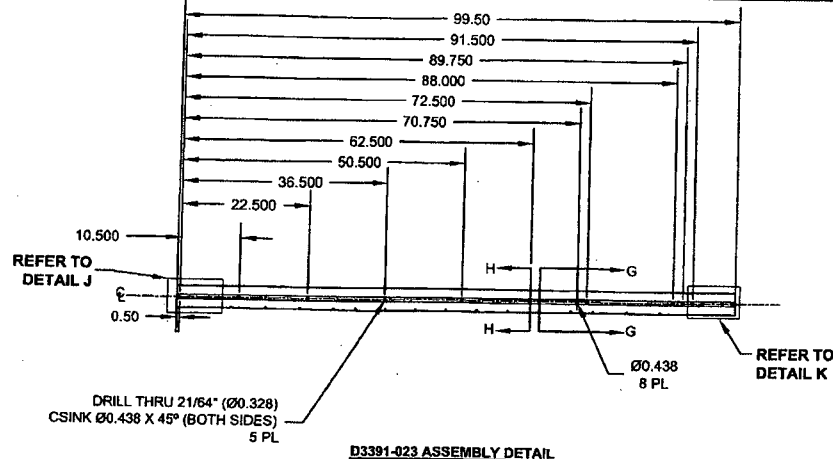 99.50
91.500
89.750
88.000
72.500
70.750
62.500
50.500
36.500
22.500
10.500
REFER TO
DETAIL J
H
G
℄
0.50
H
G
Ø0.438
8 PL
REFER TO
DETAIL K
DRILL THRU 21/64" (Ø0.328)
CSINK Ø0.438 X 45° (BOTH SIDES)
5 PL
D3391-023 ASSEMBLY DETAIL